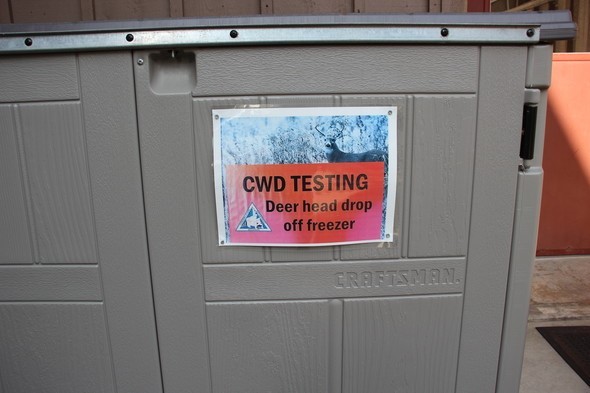 CWD TESTING
Deer head drop
off freezer
CRAFTSMAN.